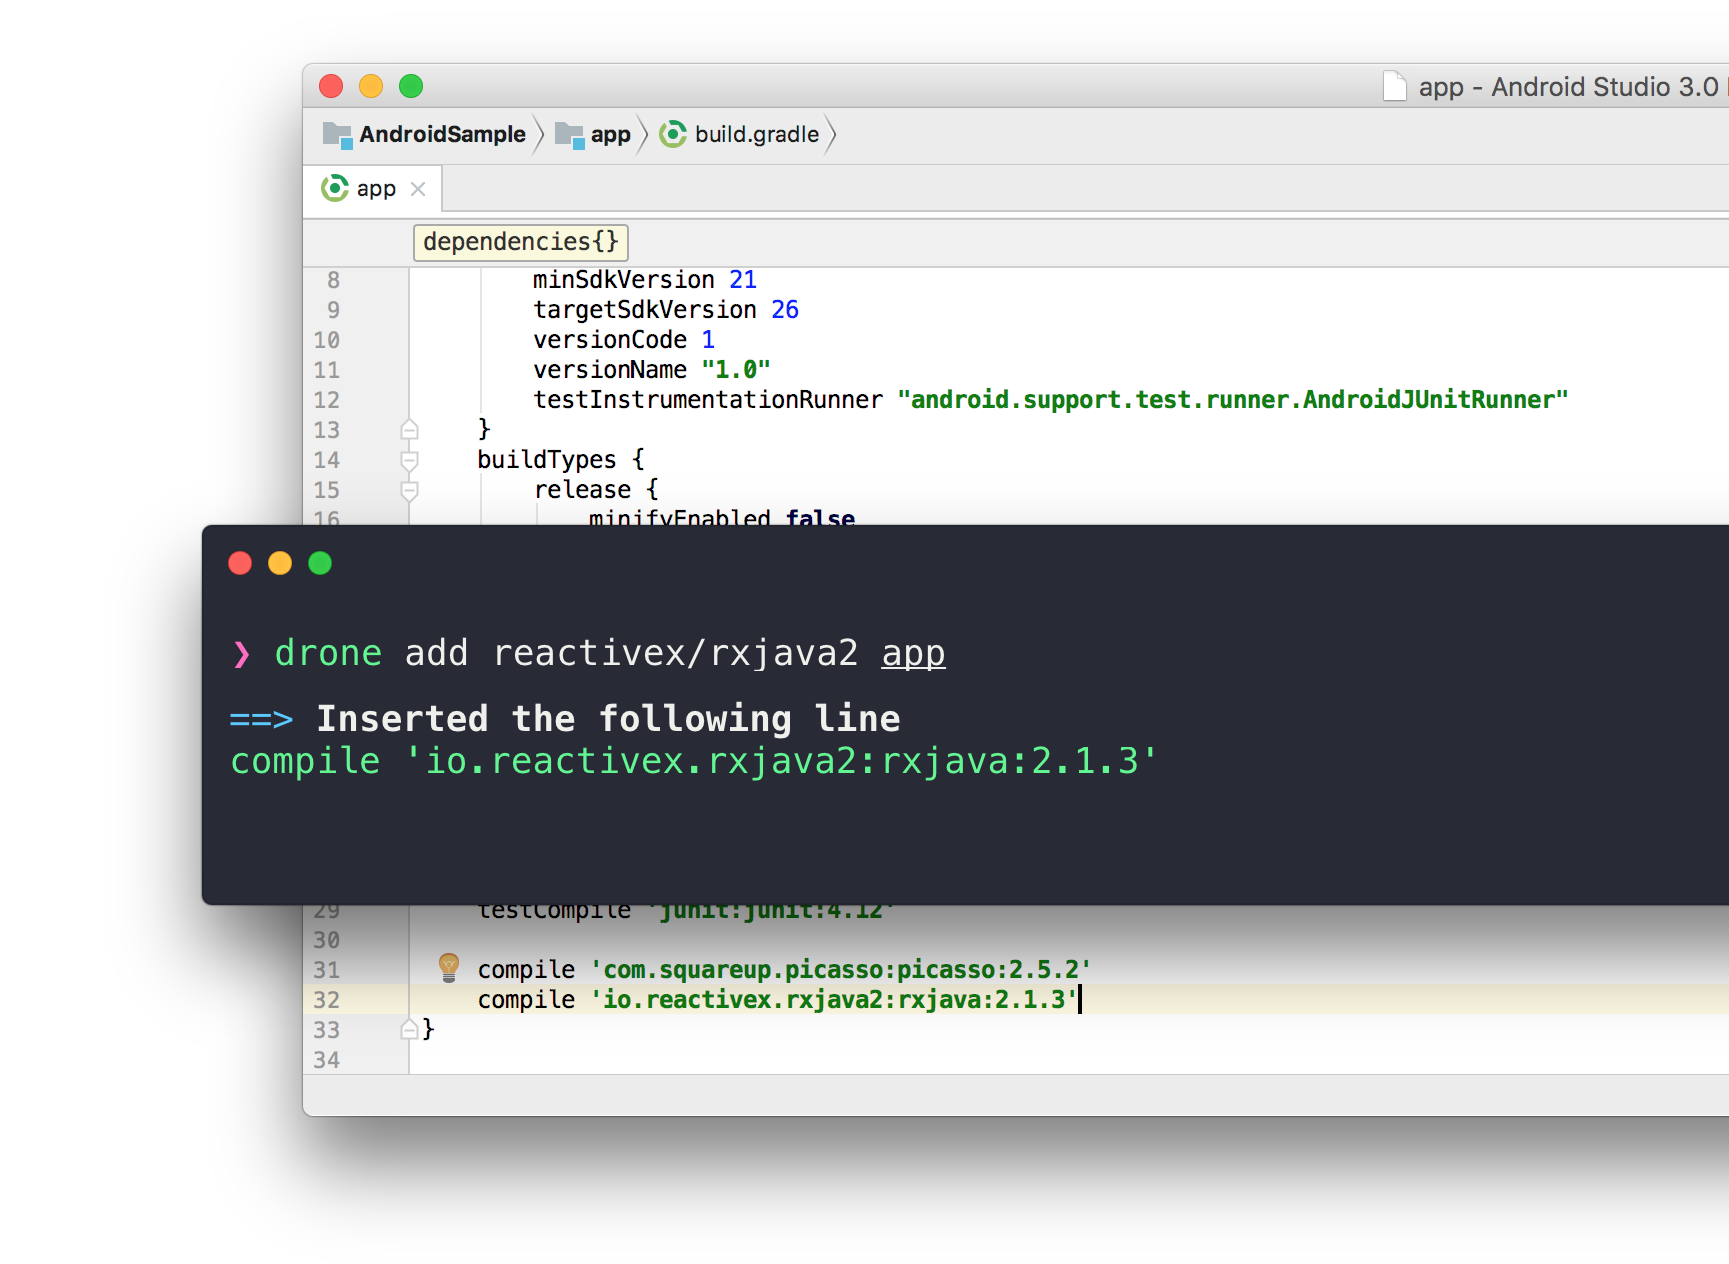 app - Android Studio 3.0
AndroidSample app build.gradle
app
dependencies{}
8 minSdkVersion 21
9 targetSdkVersion 26
10 versionCode 1
11 versionName "1.0"
12 testInstrumentationRunner "android.support.test.runner.AndroidJUnitRunner"
13 }
14 buildTypes {
15 release {
16 minifyEnabled false
❯ drone add reactivex/rxjava2 app
==> Inserted the following line
compile 'io.reactivex.rxjava2:rxjava:2.1.3'
29 testCompile 'junit:junit:4.12'
30
31 compile 'com.squareup.picasso:picasso:2.5.2'
32 compile 'io.reactivex.rxjava2:rxjava:2.1.3'
33 }
34